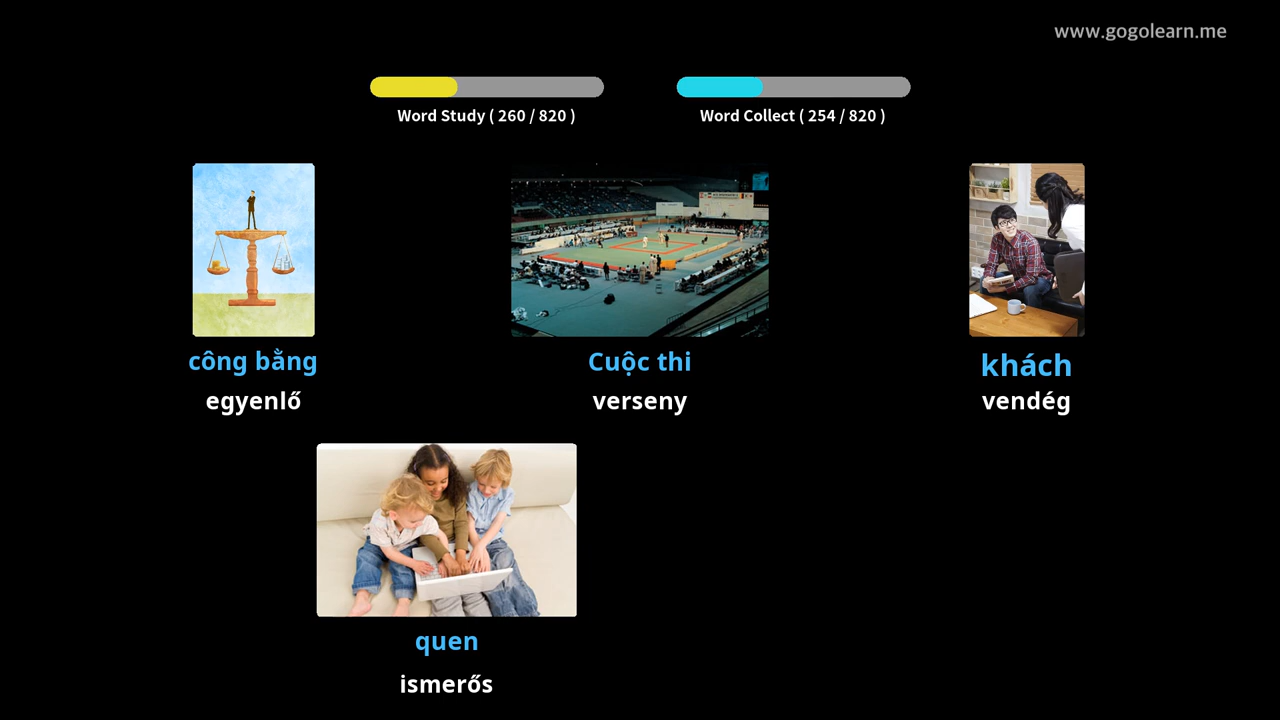 www.gogolearn.me
Word Study ( 260 / 820 )
Word Collect ( 254 / 820 )
công bằng
egyenlő
Cuộc thi
verseny
khách
vendég
quen
ismerős